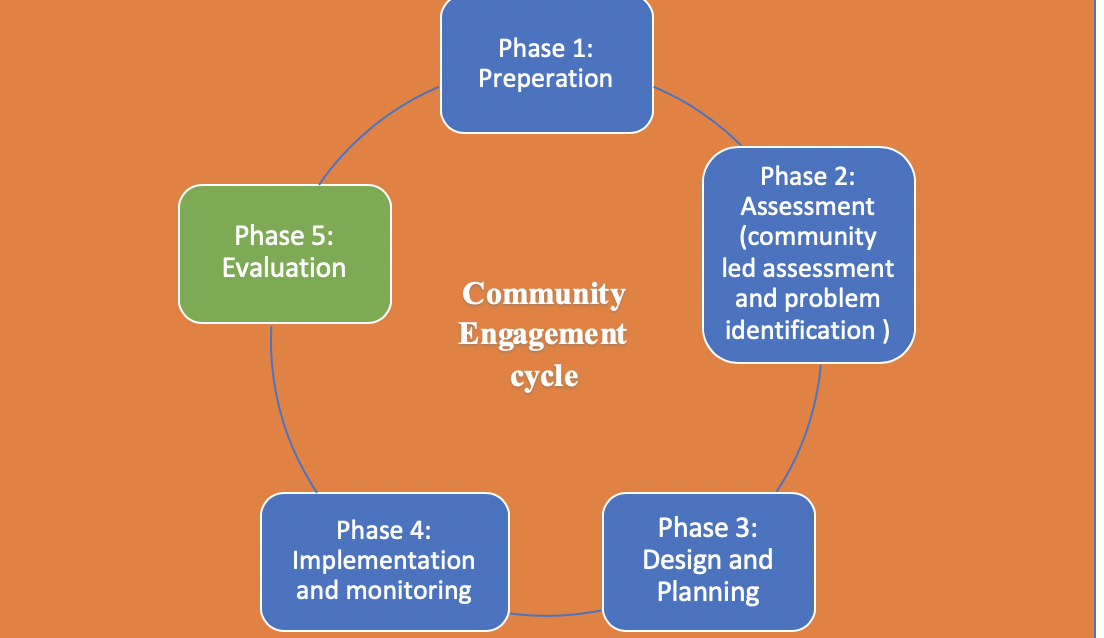 Phase 1:
Preperation
Phase 2:
Assessment
(community
led assessment
and problem
identification )
Phase 3:
Design and
Planning
Phase 4:
Implementation
and monitoring
Phase 5:
Evaluation
Community
Engagement
cycle